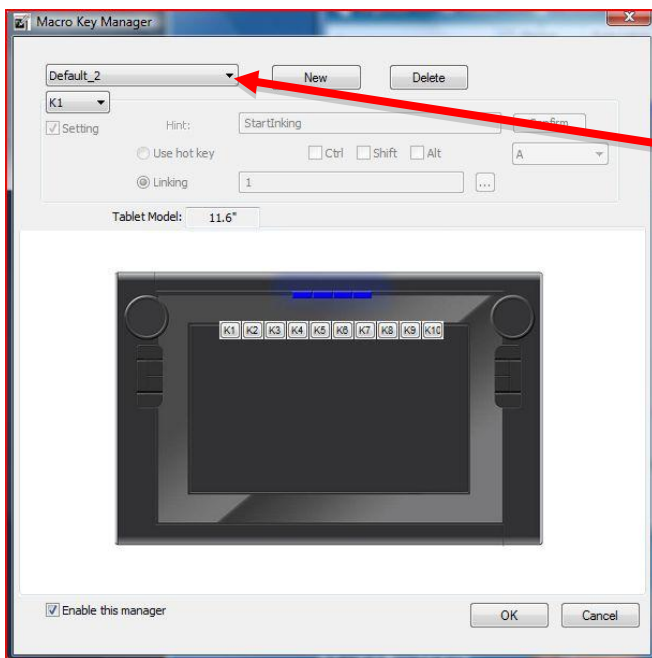 Macro Key Manager
Default_2 New Delete
K1
Setting Hint: StartInking Confirm
Use hot key Ctrl Shift Alt A
Linking 1 ...
Tablet Model: 11.6"
K1 K2 K3 K4 K5 K6 K7 K8 K9 K10
Enable this manager
OK Cancel